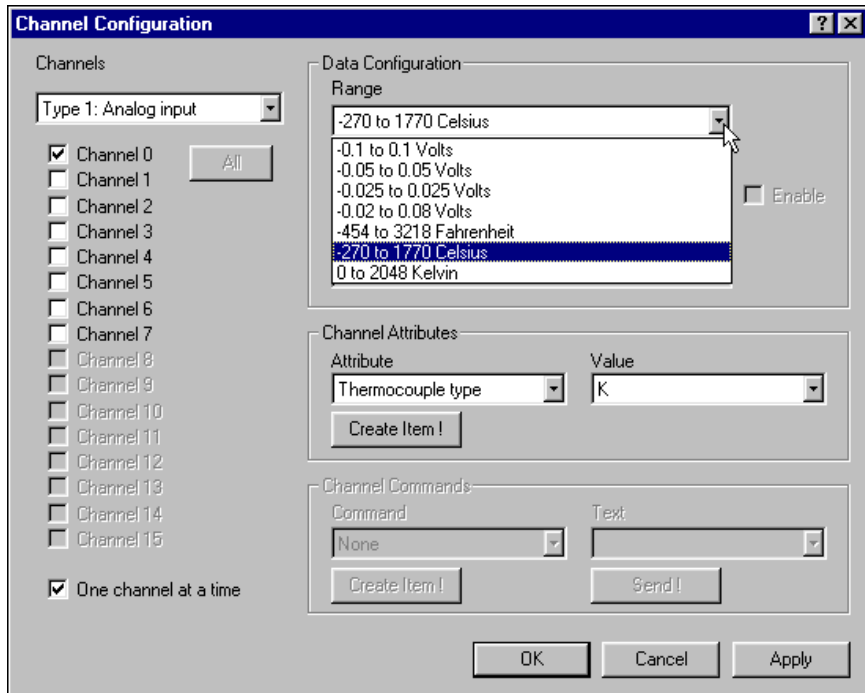 Channel Configuration
Channels
Type 1: Analog input
Channel 0
All
Channel 1
Channel 2
Channel 3
Channel 4
Channel 5
Channel 6
Channel 7
Channel 8
Channel 9
Channel 10
Channel 11
Channel 12
Channel 13
Channel 14
Channel 15
One channel at a time
Data Configuration
Range
-270 to 1770 Celsius
-0.1 to 0.1 Volts
-0.05 to 0.05 Volts
-0.025 to 0.025 Volts
-0.02 to 0.08 Volts
-454 to 3218 Fahrenheit
-270 to 1770 Celsius
0 to 2048 Kelvin
Enable
Channel Attributes
Attribute Value
Thermocouple type K
Create Item !
Channel Commands
Command Text
None
Create Item ! Send !
OK Cancel Apply